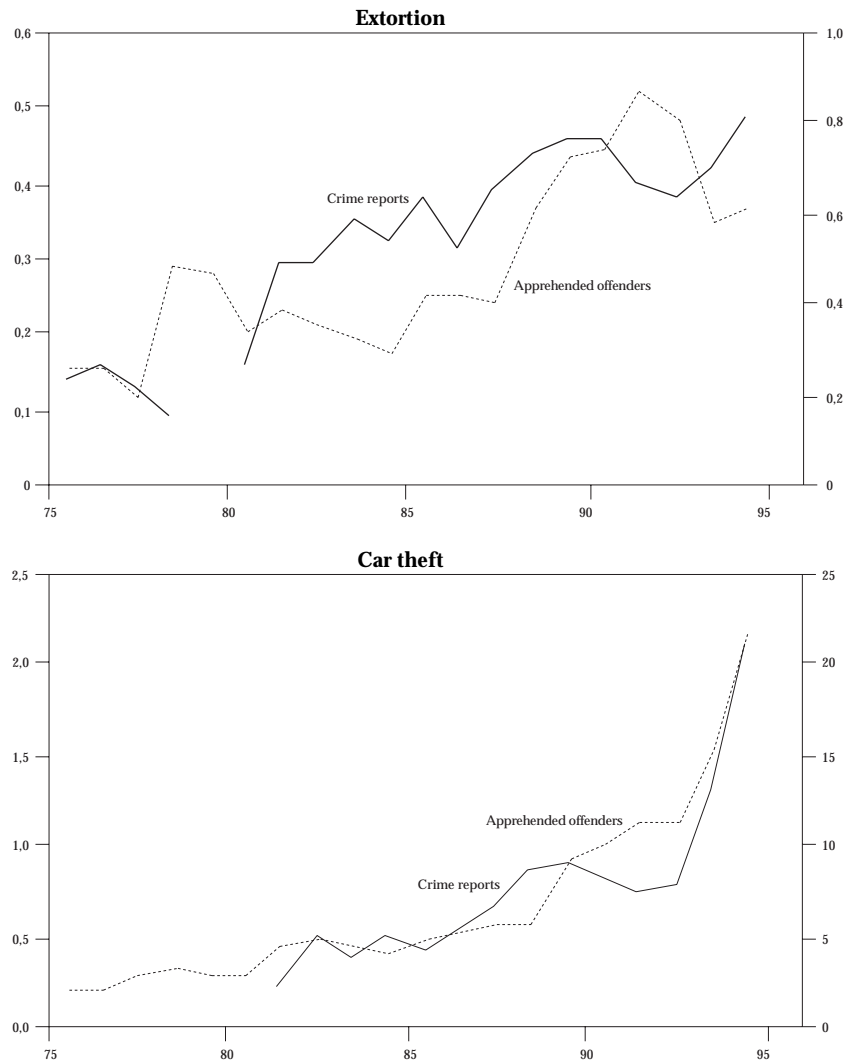 Extortion
0,6 1,0
0,5 0,8
Crime reports
0,4 0,6
0,3 Apprehended offenders
0,4
0,2
0,2
0,1
0 0
75 80 85 90 95
Car theft
2,5 25
2,0 20
1,5 15
Apprehended offenders
1,0 10
Crime reports
0,5 5
0,0 0
75 80 85 90 95